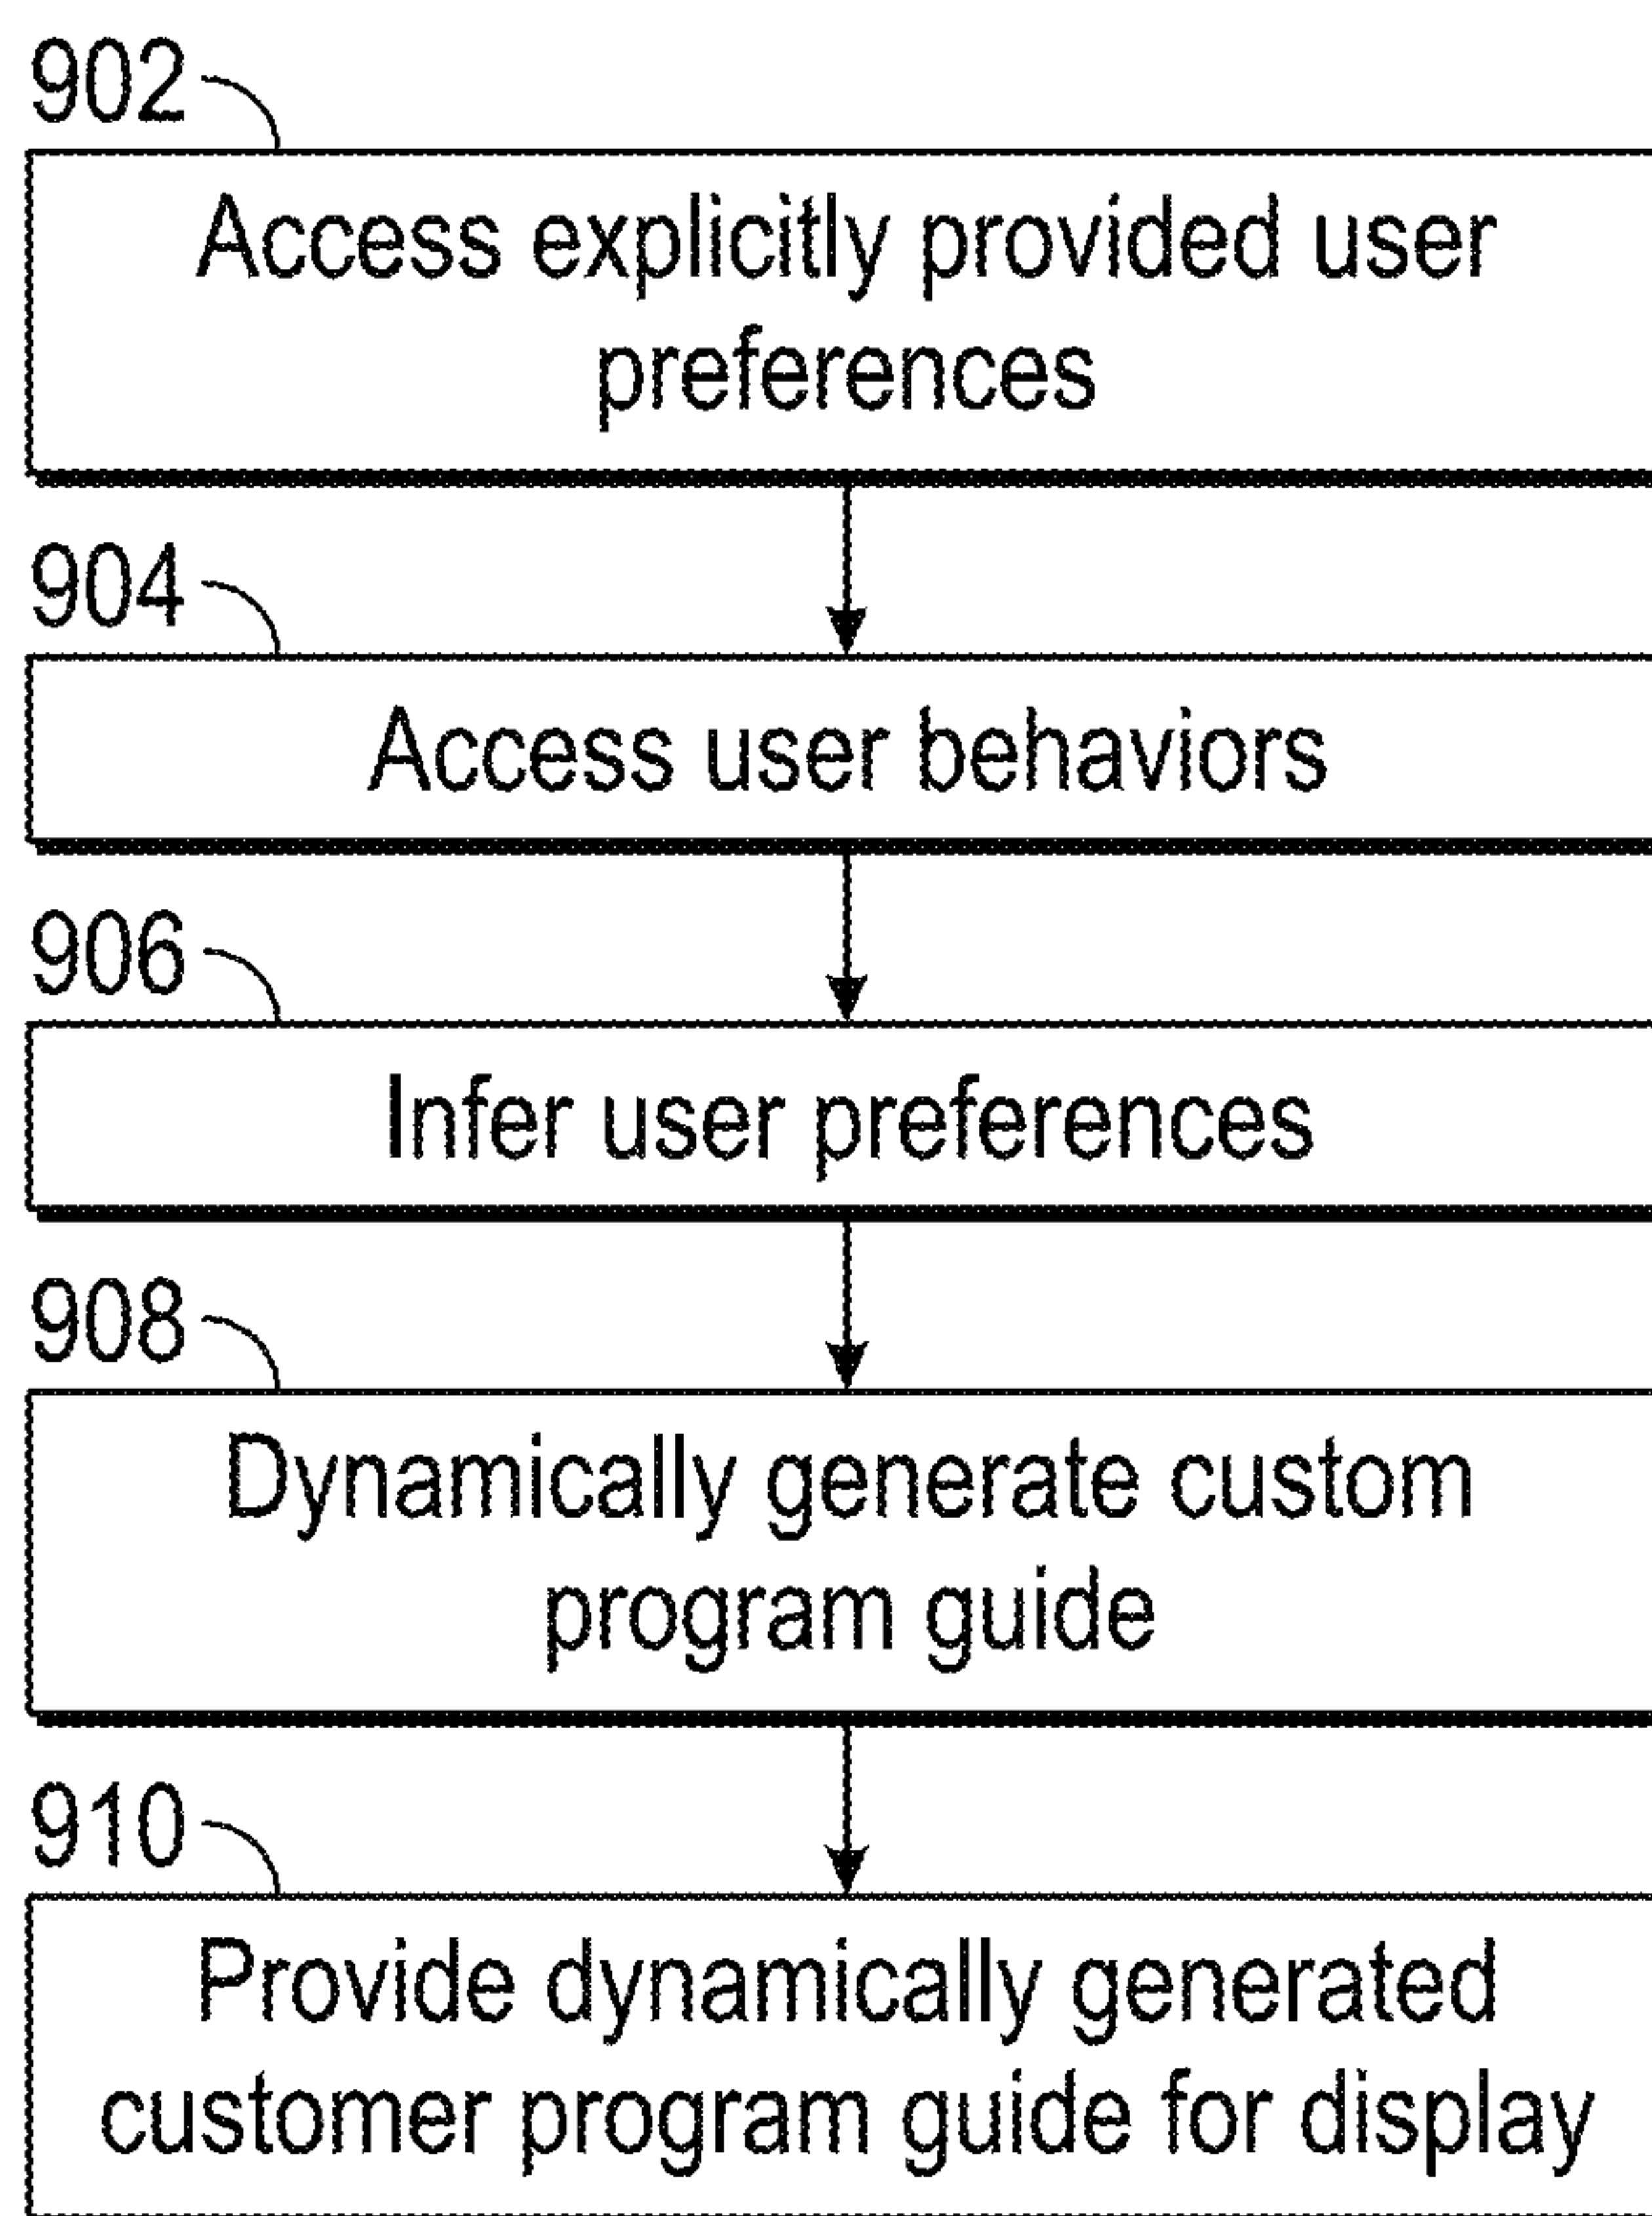 902
Access explicitly provided user
preferences
904
Access user behaviors
906
Infer user preferences
908
Dynamically generate custom
program guide
910
Provide dynamically generated
customer program guide for display